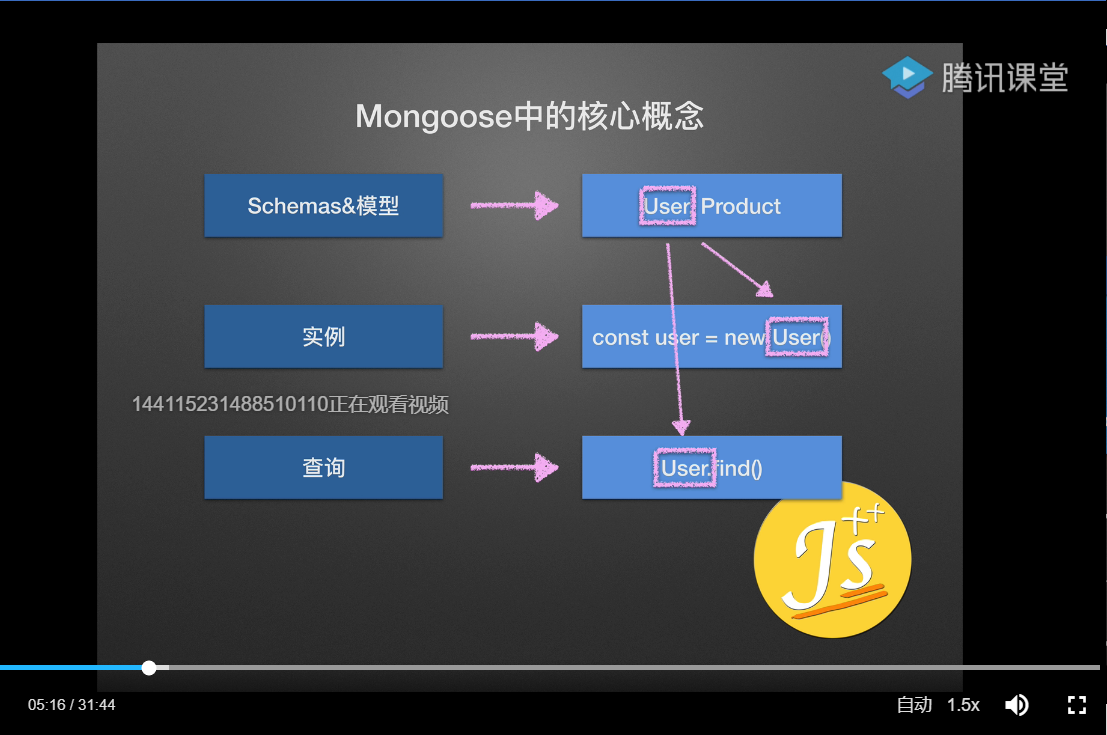 腾讯课堂
Mongoose中的核心概念
Schemas&模型
User, Product
实例
const user = new User()
144115231488510110正在观看视频
查询
User.find()
Js++
05:16 / 31:44
自动 1.5x